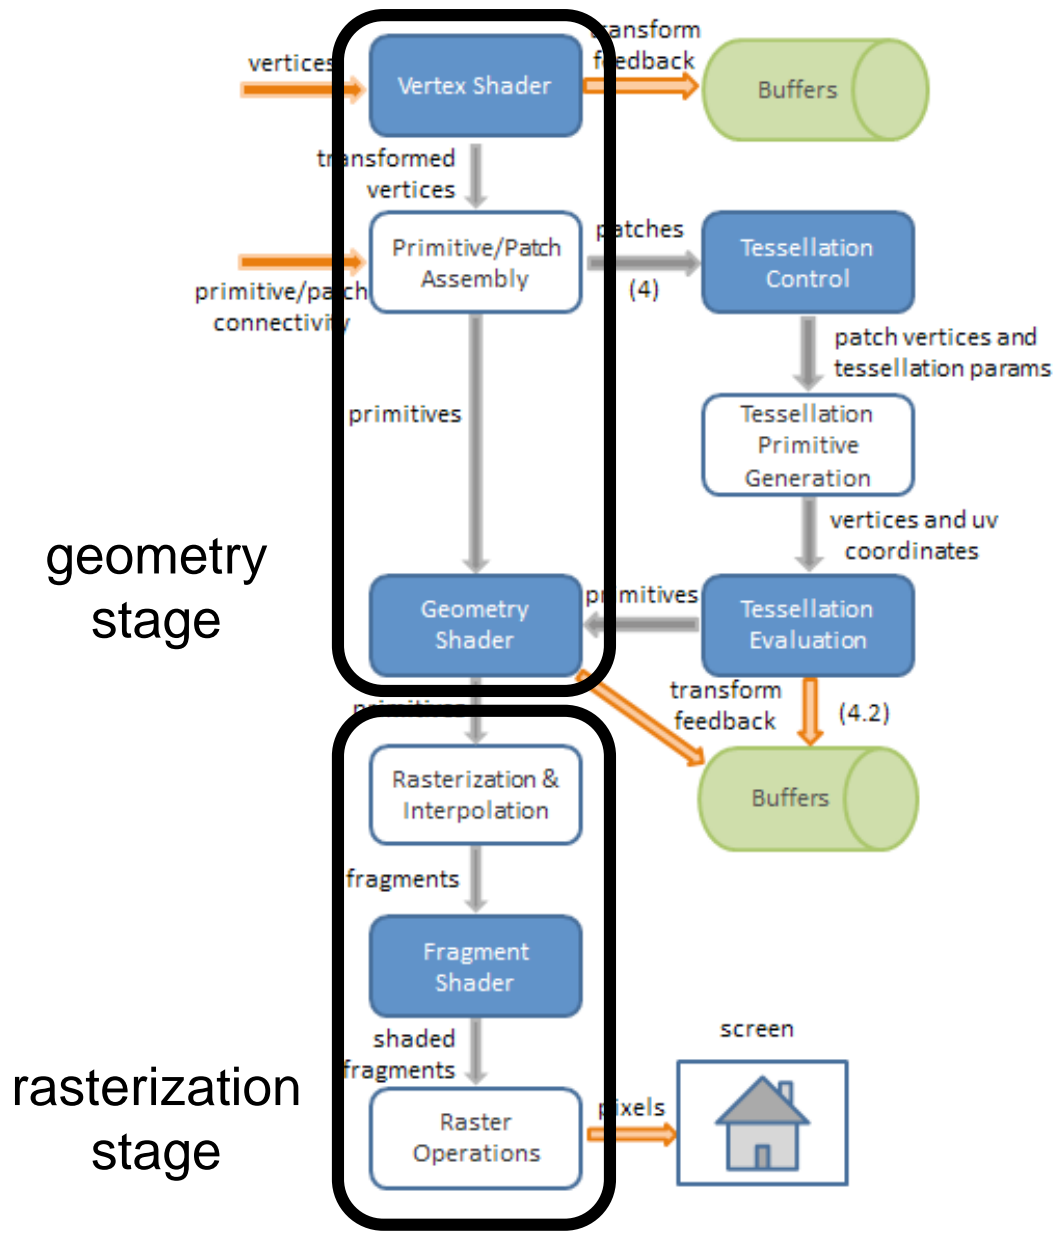 transform
feedback
vertices
Vertex Shader
Buffers
transformed
vertices
patches
Primitive/Patch
Assembly
Tessellation
Control
(4)
primitive/patch
connectivity
patch vertices and
tessellation params
primitives
Tessellation
Primitive
Generation
vertices and uv
coordinates
geometry
stage
primitives
Geometry
Shader
Tessellation
Evaluation
transform
feedback
(4.2)
primitives
Rasterization &
Interpolation
Buffers
fragments
Fragment
Shader
screen
shaded
fragments
rasterization
stage
pixels
Raster
Operations